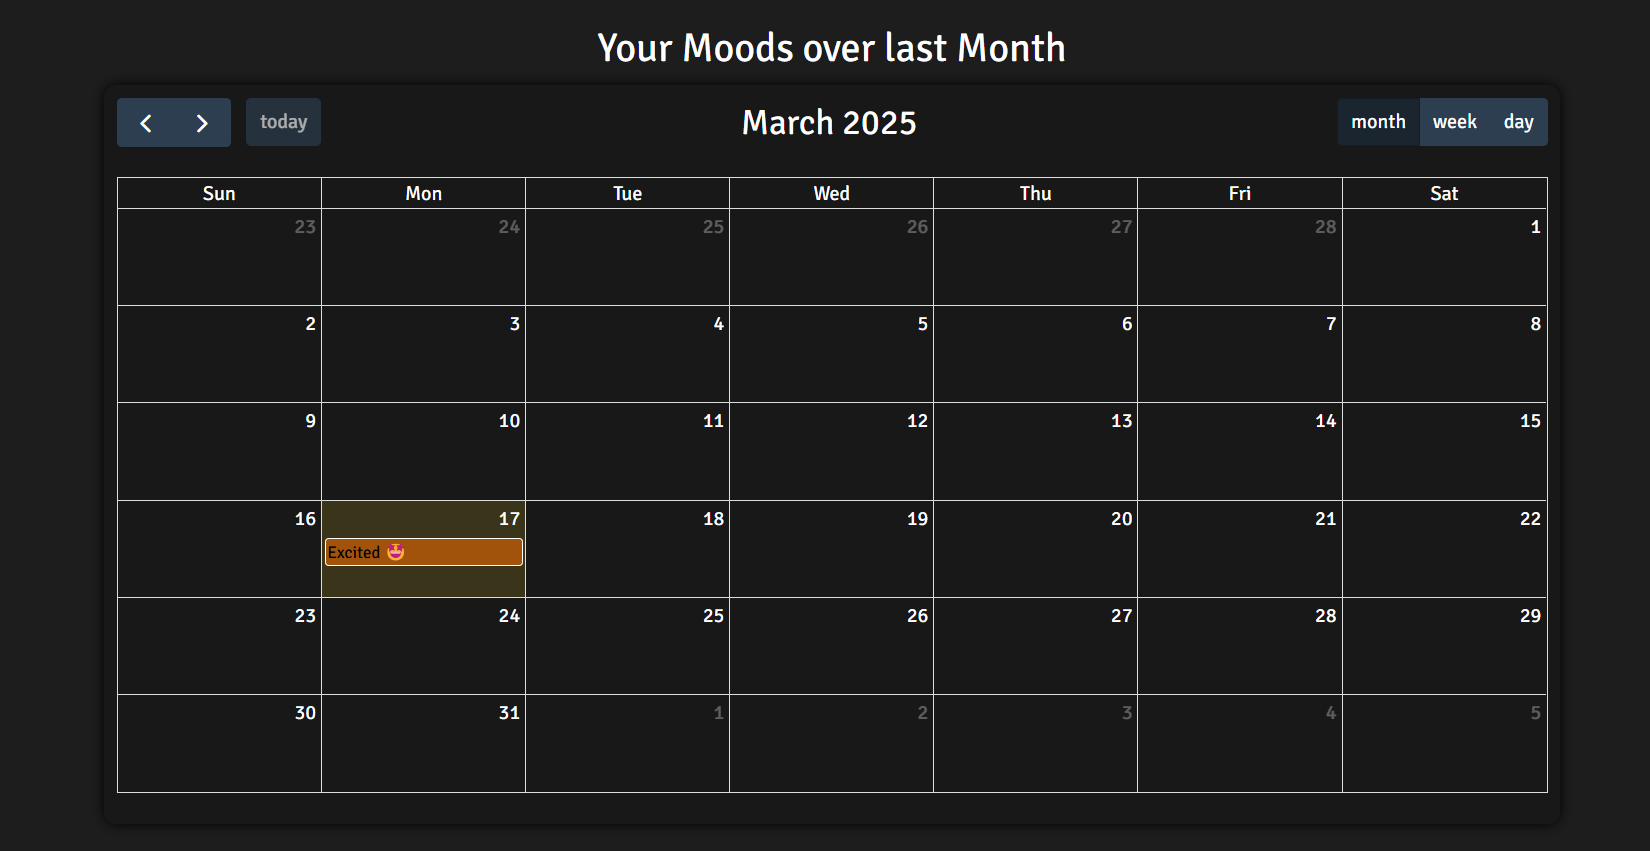 Your Moods over last Month
today
March 2025
month week day
Sun Mon Tue Wed Thu Fri Sat
23 24 25 26 27 28 1
2 3 4 5 6 7 8
9 10 11 12 13 14 15
16 17 18 19 20 21 22
Excited 🤩
23 24 25 26 27 28 29
30 31 1 2 3 4 5